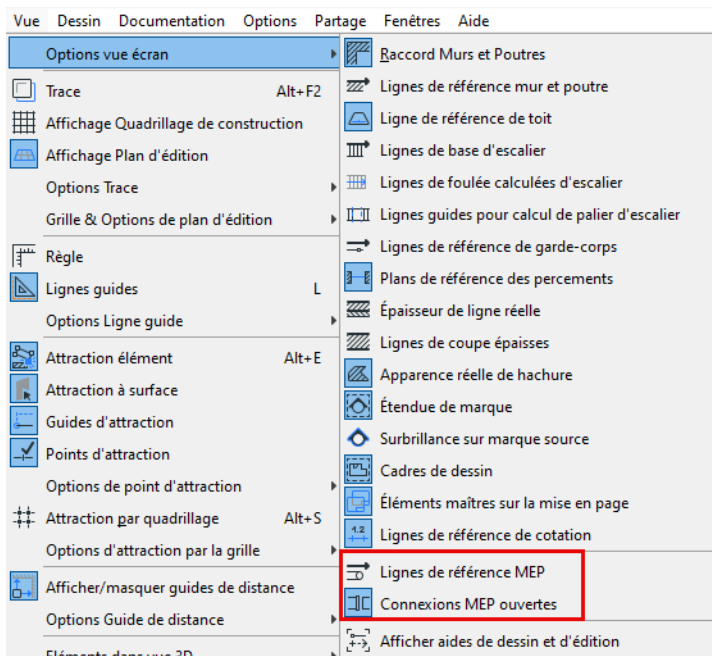 Vue Dessin Documentation Options Partage Fenêtres Aide
Options vue écran
Trace Alt+F2
Affichage Quadrillage de construction
Affichage Plan d'édition
Options Trace
Grille & Options de plan d'édition
Règle
Lignes guides L
Options Ligne guide
Attraction élément Alt+E
Attraction à surface
Guides d'attraction
Points d'attraction
Options de point d'attraction
Attraction par quadrillage Alt+S
Options d'attraction par la grille
Afficher/masquer guides de distance
Options Guide de distance
Eléments dans vue 3D
Raccord Murs et Poutres
Lignes de référence mur et poutre
Ligne de référence de toit
Lignes de base d'escalier
Lignes de foulée calculées d'escalier
Lignes guides pour calcul de palier d'escalier
Lignes de référence de garde-corps
Plans de référence des percements
Épaisseur de ligne réelle
Lignes de coupe épaisses
Apparence réelle de hachure
Étendue de marque
Surbrillance sur marque source
Cadres de dessin
Éléments maîtres sur la mise en page
1.2
Lignes de référence de cotation
Lignes de référence MEP
Connexions MEP ouvertes
Afficher aides de dessin et d'édition